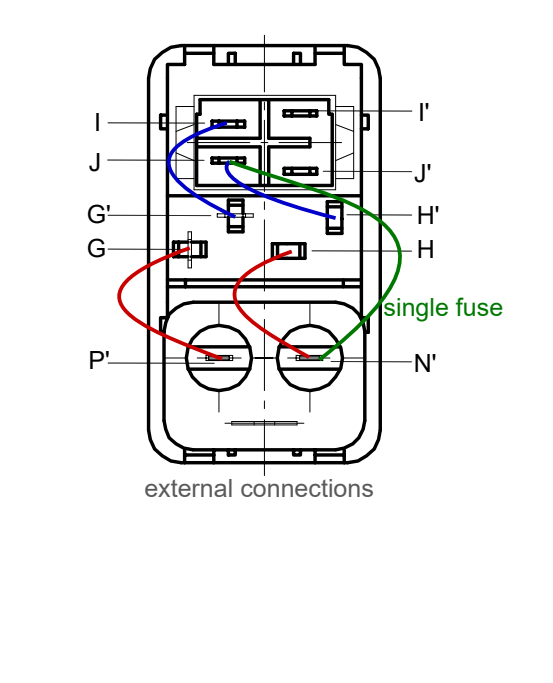 I
I'
J
J'
G'
H'
G
H
single fuse
P'
N'
external connections